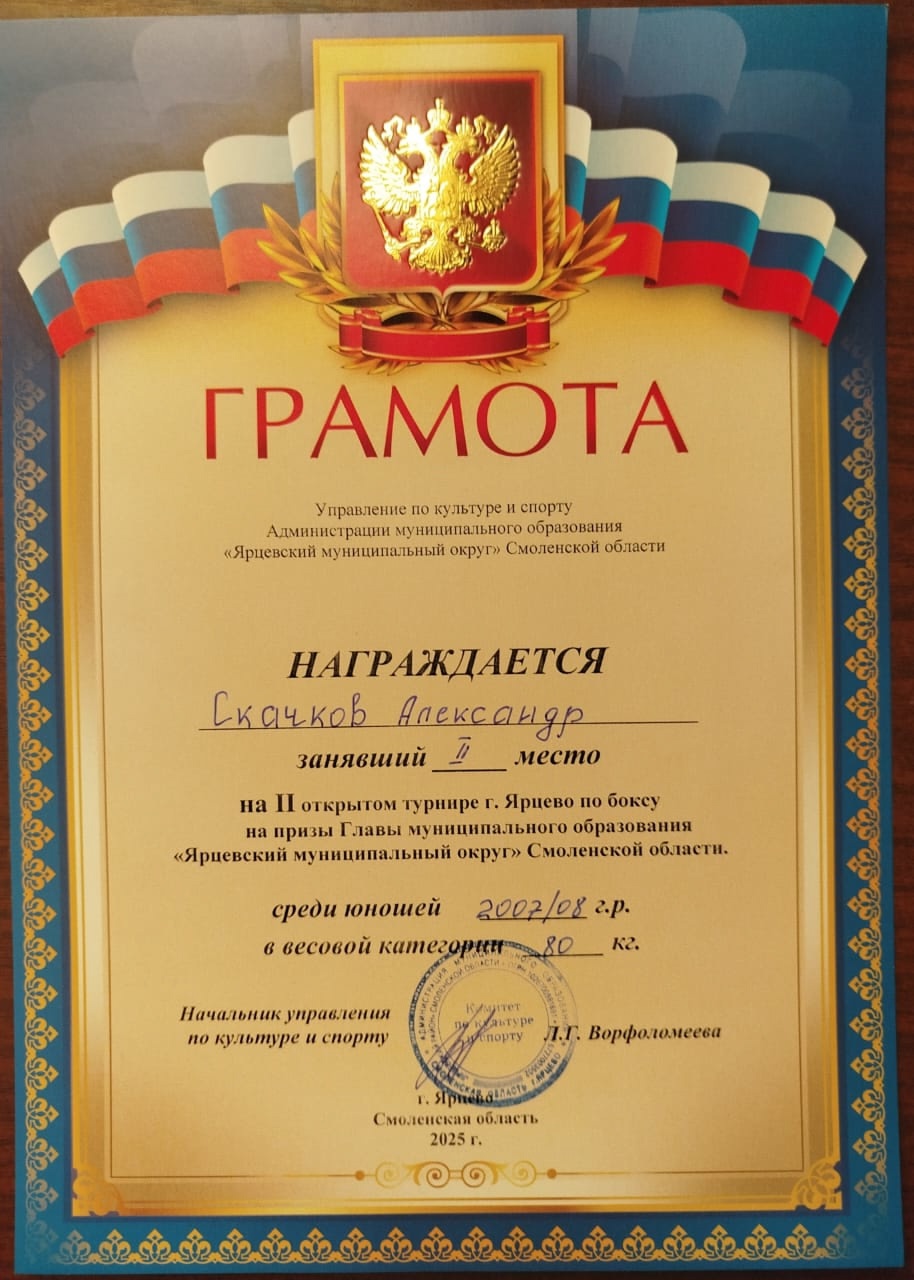 ГРАМОТА
Управление по культуре и спорту
Администрации муниципального образования
«Ярцевский муниципальный округ» Смоленской области
НАГРАЖДАЕТСЯ
Скачков Александр
занявший II место
на II открытом турнире г. Ярцево по боксу
на призы Главы муниципального образования
«Ярцевский муниципальный округ» Смоленской области.
среди юношей 2007/08 г.р.
в весовой категории 80 кг.
Начальник управления
по культуре и спорту
Комитет
по культуре
и спорту
Л.Г. Ворфоломеева
г. Ярцево
Смоленская область
2025 г.